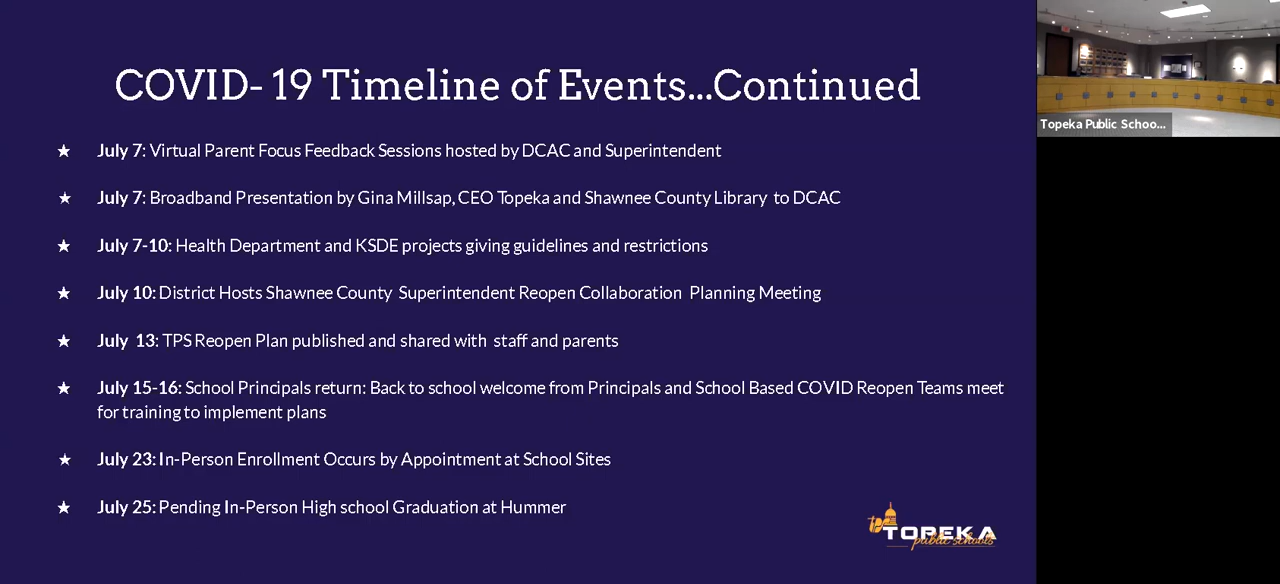 COVID- 19 Timeline of Events...Continued
Topeka Public Schoo...
★ July 7: Virtual Parent Focus Feedback Sessions hosted by DCAC and Superintendent
★ July 7: Broadband Presentation by Gina Millsap, CEO Topeka and Shawnee County Library to DCAC
★ July 7-10: Health Department and KSDE projects giving guidelines and restrictions
★ July 10: District Hosts Shawnee County Superintendent Reopen Collaboration Planning Meeting
★ July 13: TPS Reopen Plan published and shared with staff and parents
★ July 15-16: School Principals return: Back to school welcome from Principals and School Based COVID Reopen Teams meet
for training to implement plans
★ July 23: In-Person Enrollment Occurs by Appointment at School Sites
★ July 25: Pending In-Person High school Graduation at Hummer
TOPEKA
public schools